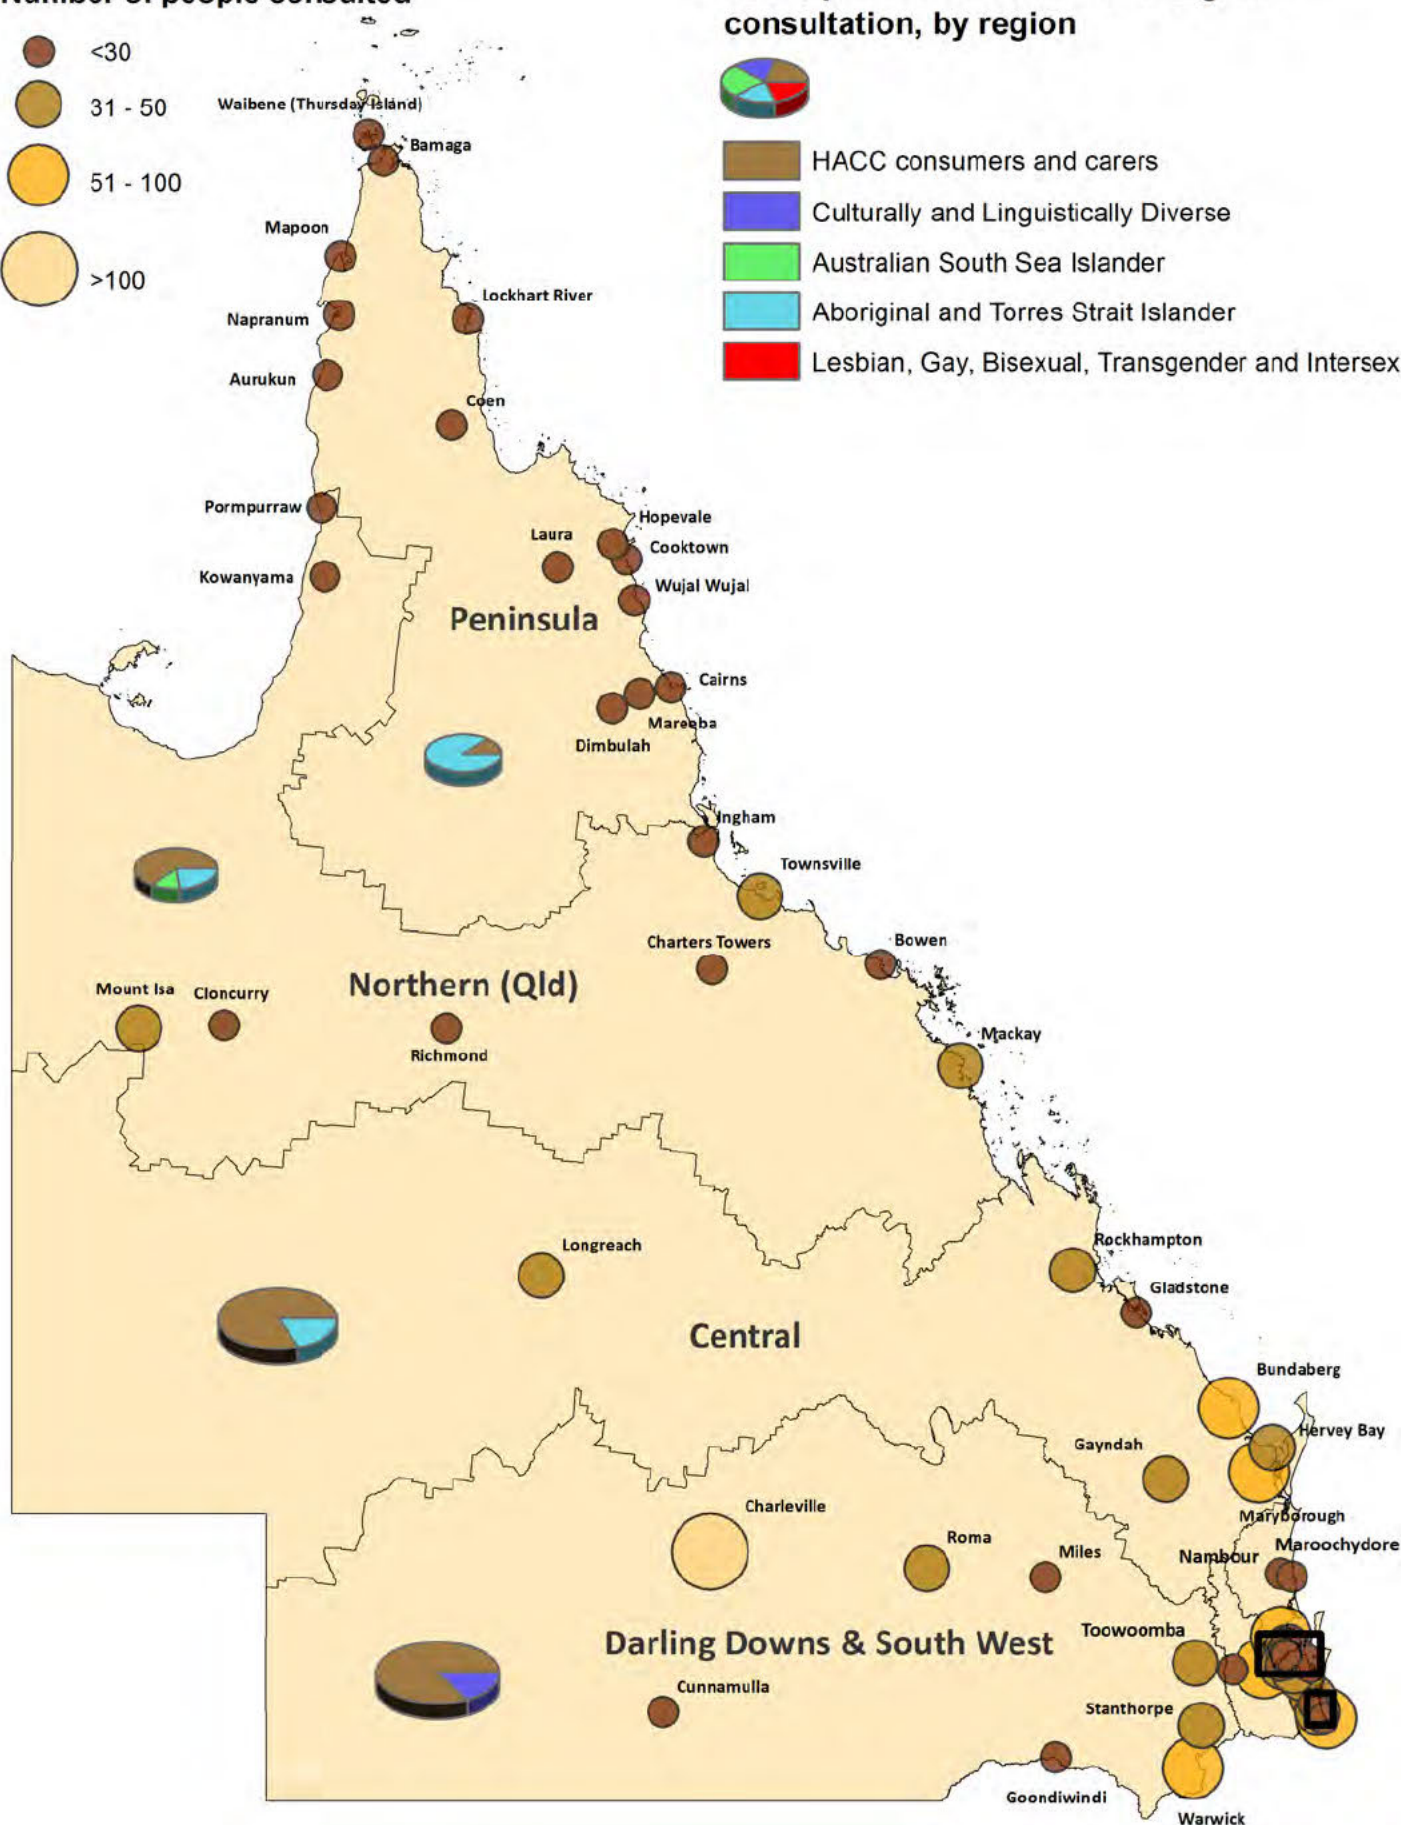 Number of people consulted
<30
31 - 50
51 - 100
>100
consultation, by region
HACC consumers and carers
Culturally and Linguistically Diverse
Australian South Sea Islander
Aboriginal and Torres Strait Islander
Lesbian, Gay, Bisexual, Transgender and Intersex
Waibene (Thursday Island)
Bamaga
Mapoon
Lockhart River
Napranum
Aurukun
Coen
Pormpurraw
Hopevale
Laura
Cooktown
Kowanyama
Wujal Wujal
Peninsula
Cairns
Mareeba
Dimbulah
Ingham
Townsville
Charters Towers
Bowen
Northern (Qld)
Mount Isa
Cloncurry
Mackay
Richmond
Longreach
Rockhampton
Gladstone
Central
Bundaberg
Hervey Bay
Gayndah
Charleville
Maryborough
Roma
Miles
Nambour
Maroochydore
Toowoomba
Darling Downs & South West
Cunnamulla
Stanthorpe
Goondiwindi
Warwick